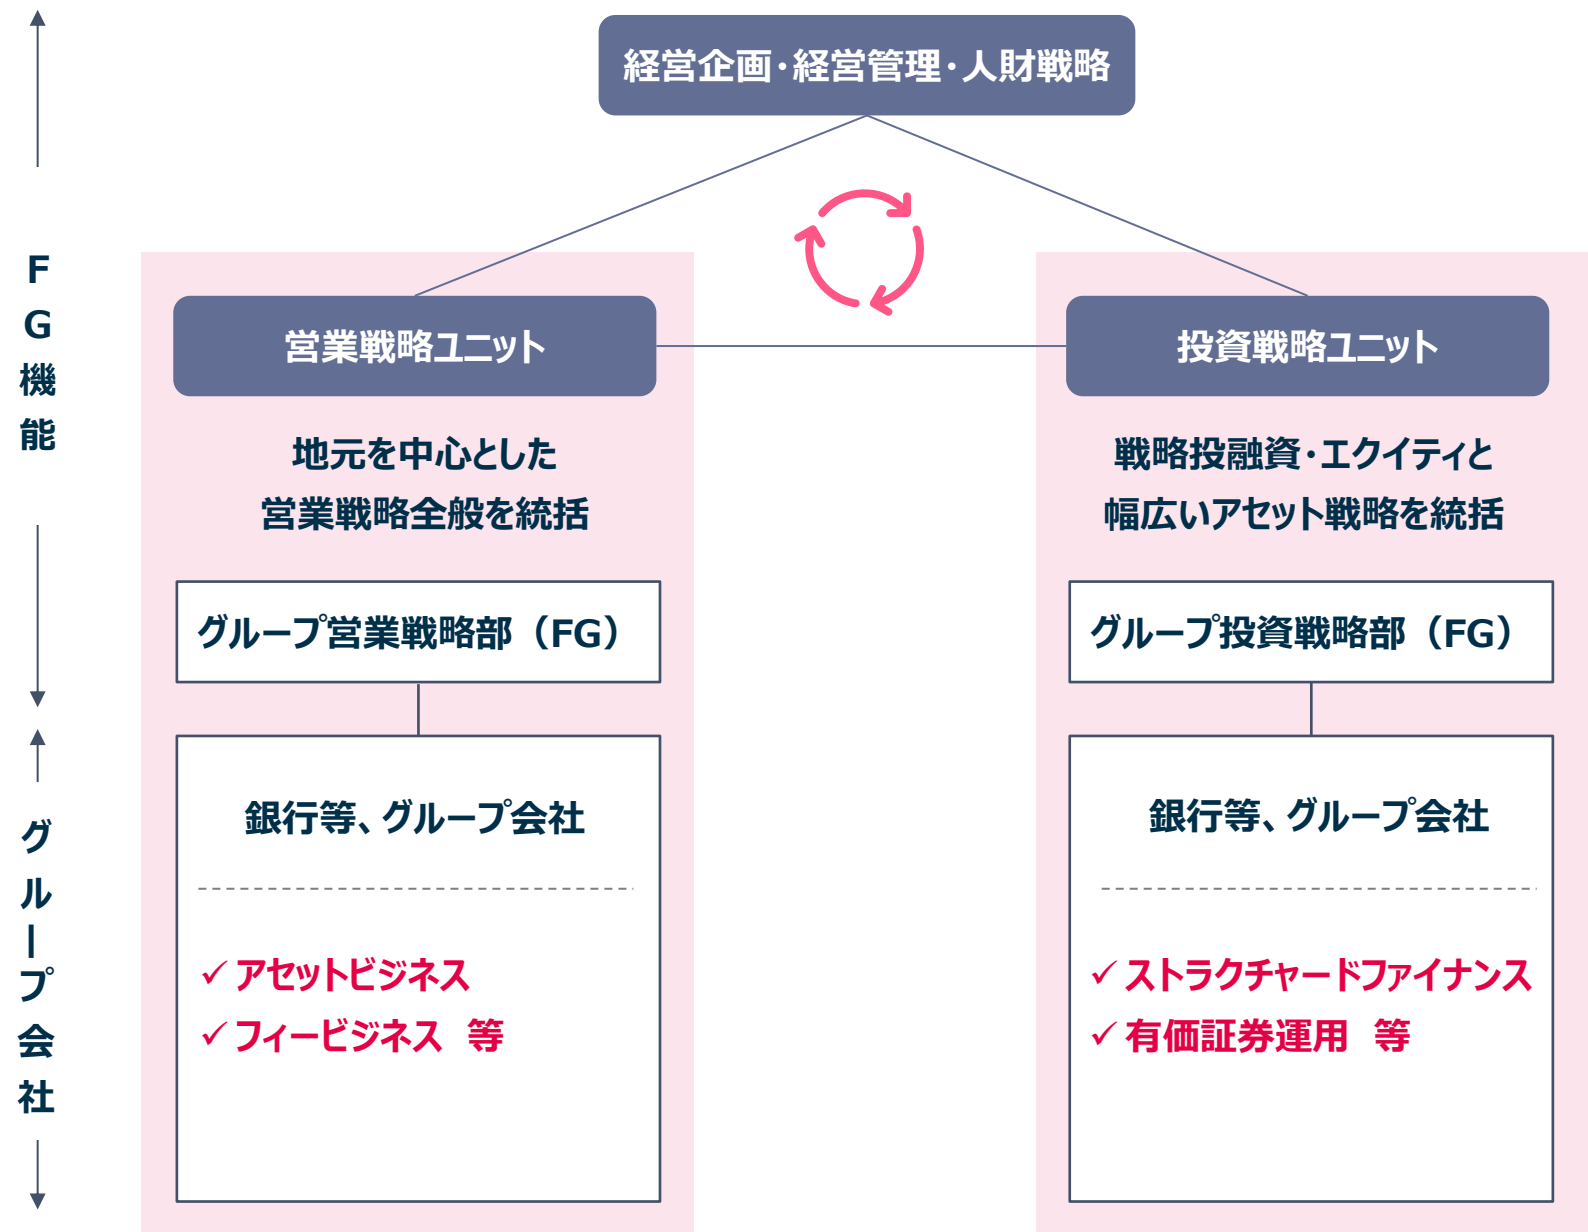 経営企画・経営管理・人財戦略
FG機能
営業戦略ユニット
地元を中心とした
営業戦略全般を統括
グループ営業戦略部（FG）
投資戦略ユニット
戦略投融資・エクイティと
幅広いアセット戦略を統括
グループ投資戦略部（FG）
グループ会社
銀行等、グループ会社
✓アセットビジネス
✓フィービジネス　等
銀行等、グループ会社
✓ストラクチャードファイナンス
✓有価証券運用　等